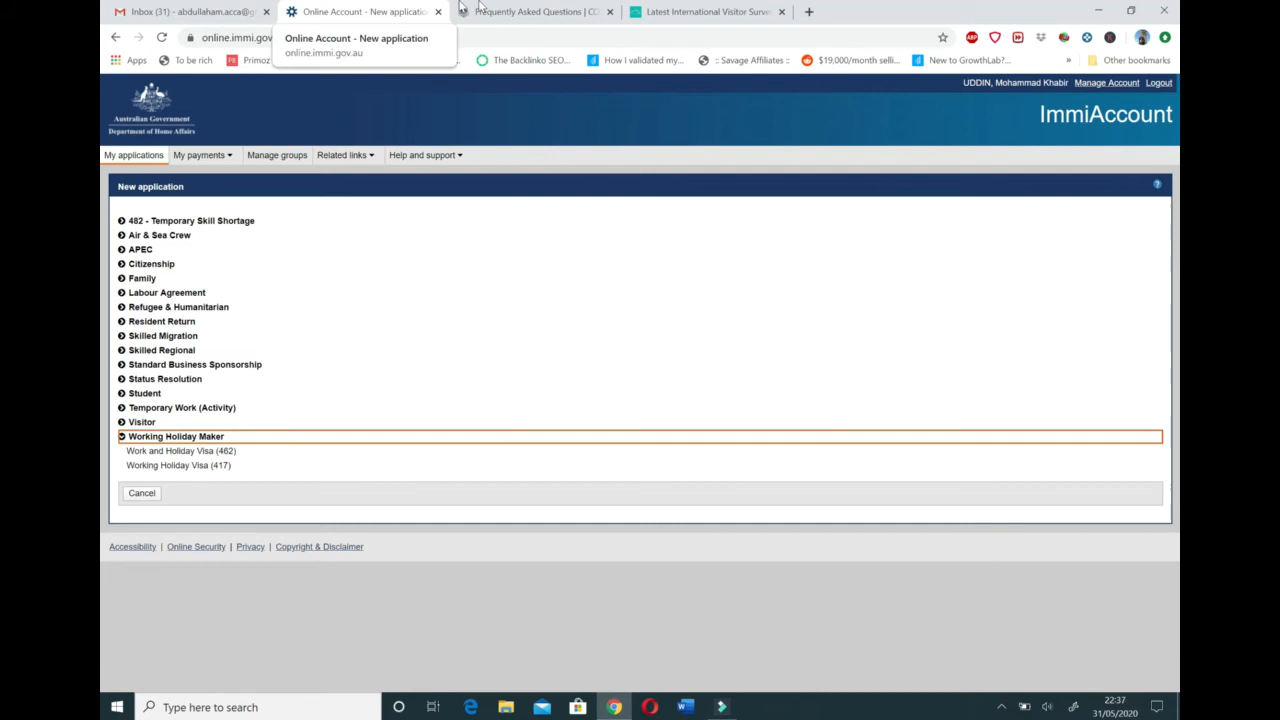 Inbox (31) - abdullaham.acca@g
Online Account - New applicatio
Frequently Asked Questions | CO
Latest International Visitor Surve
Online Account - New application
online.immi.gov.au
online.immi.gov
Apps
To be rich
Primoz
The Backlinko SEO...
How I validated my...
:: Savage Affiliates ::
$19,000/month selli...
New to GrowthLab?...
»
Other bookmarks
UDDIN, Mohammad Khabir Manage Account Logout
Australian Government
Department of Home Affairs
ImmiAccount
My applications My payments Manage groups Related links Help and support
New application
482 - Temporary Skill Shortage
Air & Sea Crew
APEC
Citizenship
Family
Labour Agreement
Refugee & Humanitarian
Resident Return
Skilled Migration
Skilled Regional
Standard Business Sponsorship
Status Resolution
Student
Temporary Work (Activity)
Visitor
Working Holiday Maker
Work and Holiday Visa (462)
Working Holiday Visa (417)
Cancel
Accessibility | Online Security | Privacy | Copyright & Disclaimer
Type here to search
22:37
31/05/2020